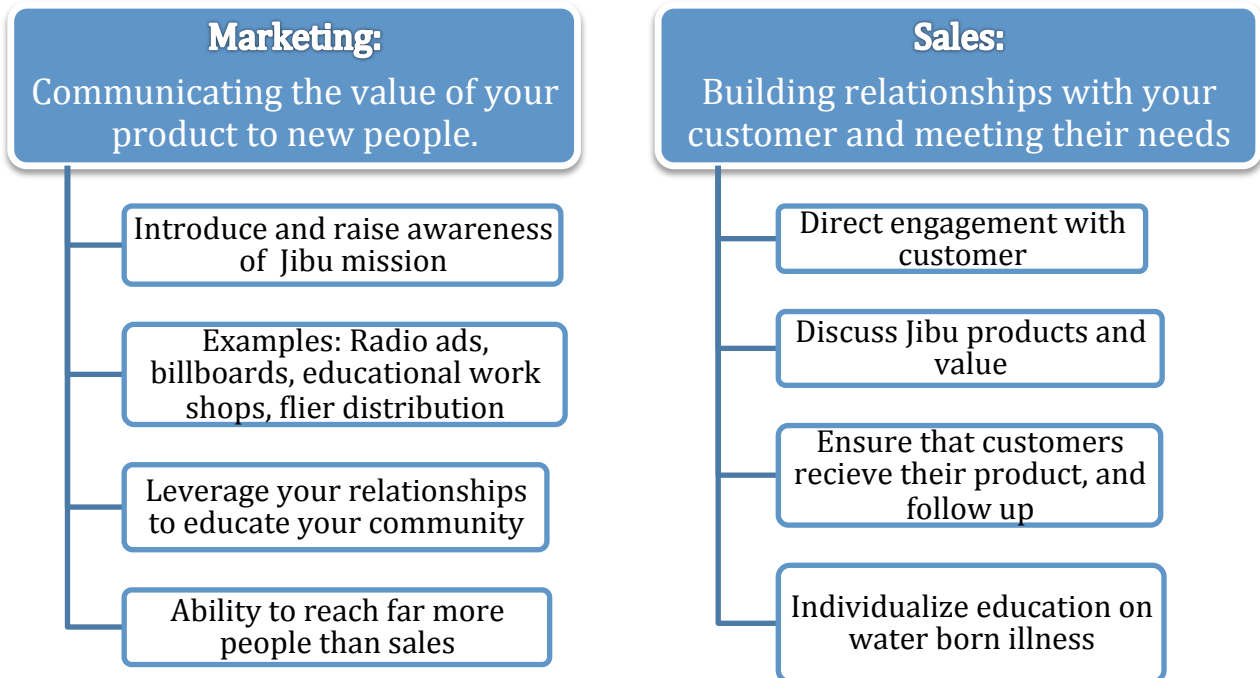 Marketing:
Communicating the value of your
product to new people.
Introduce and raise awareness
of Jibu mission
Examples: Radio ads,
billboards, educational work
shops, flier distribution
Leverage your relationships
to educate your community
Ability to reach far more
people than sales
Sales:
Building relationships with your
customer and meeting their needs
Direct engagement with
customer
Discuss Jibu products and
value
Ensure that customers
recieve their product, and
follow up
Individualize education on
water born illness